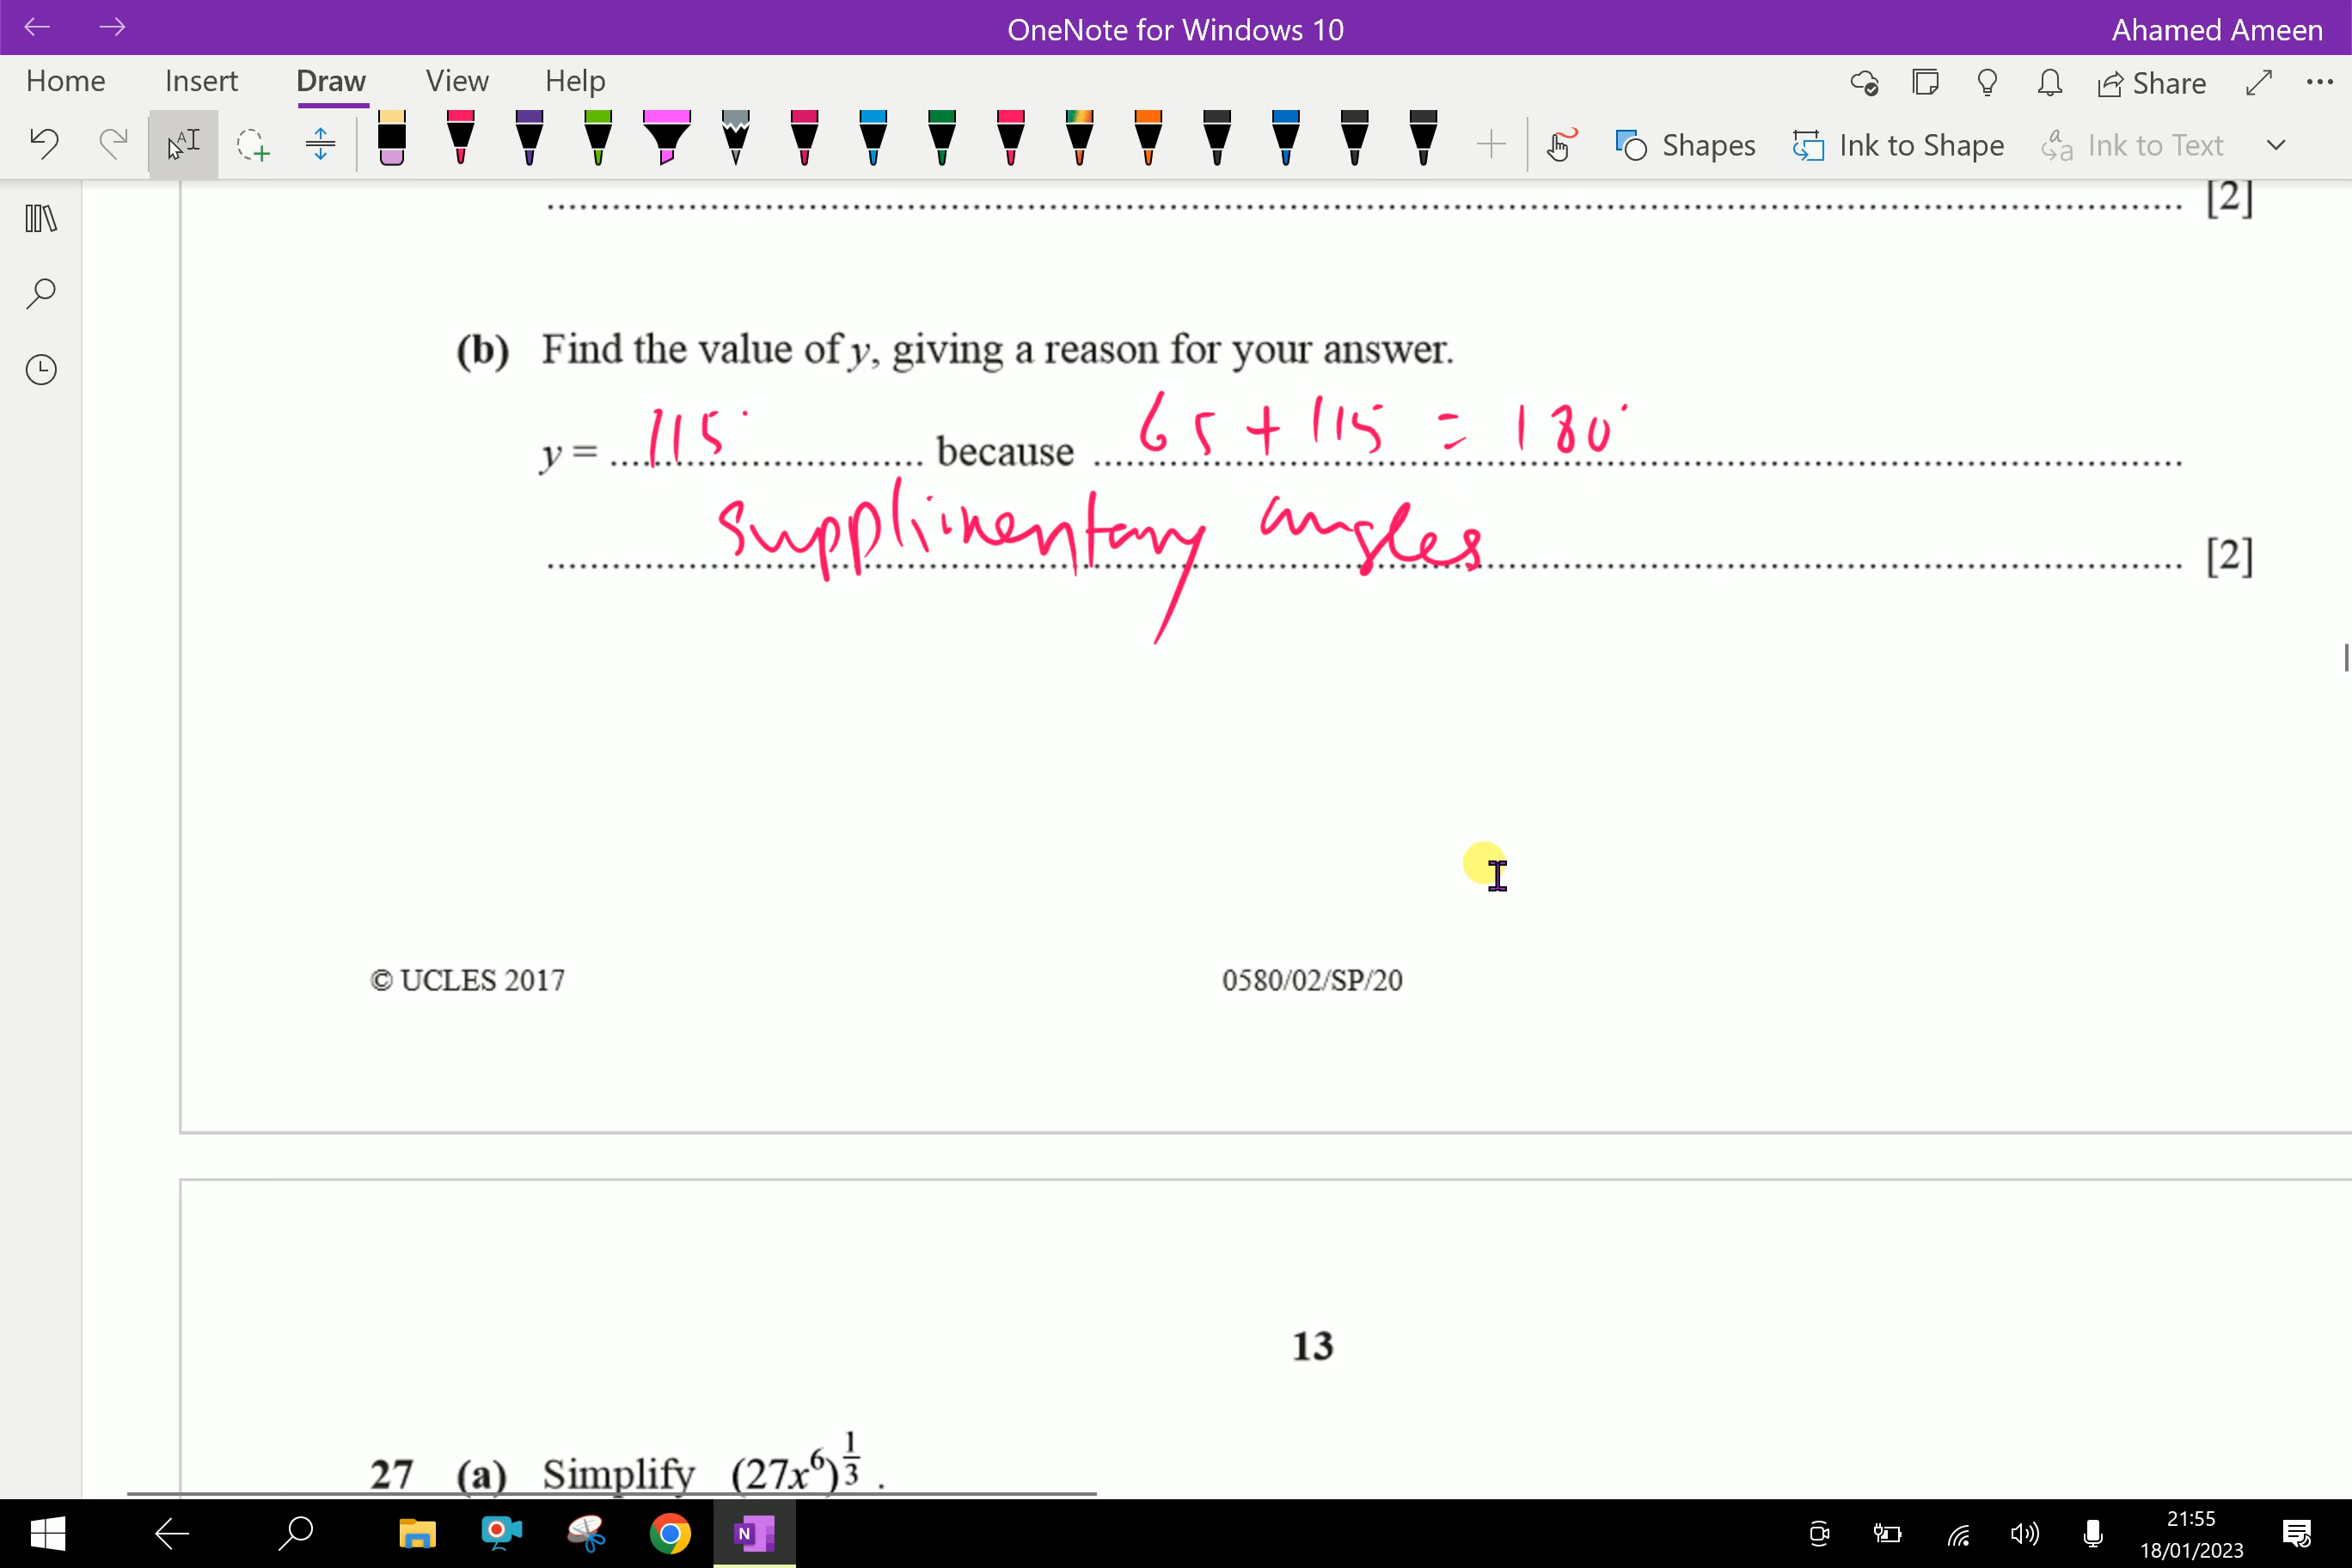 OneNote for Windows 10
Ahamed Ameen
Home Insert Draw View Help
Share
Shapes Ink to Shape Ink to Text
[2]
(b) Find the value of y, giving a reason for your answer.
y = 115° because 65 + 115 = 180°
supplimentary angles [2]
© UCLES 2017 0580/02/SP/20
13
27 (a) Simplify (27x⁶)^(1/3) .
21:55
18/01/2023